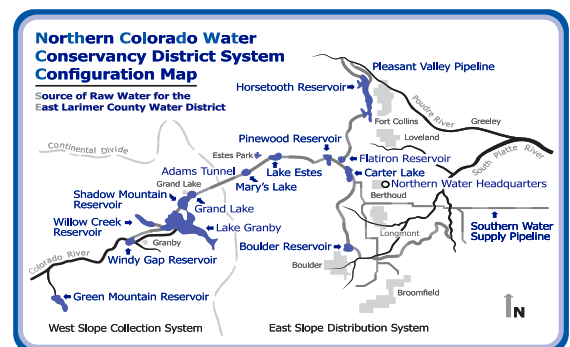 Northern Colorado Water
Conservancy District System
Configuration Map
Source of Raw Water for the
East Larimer County Water District
Pleasant Valley Pipeline
Horsetooth Reservoir
Poudre River
Greeley
Fort Collins
Loveland
Continental Divide
Pinewood Reservoir
South Platte
River
Estes Park
Flatiron Reservoir
Adams Tunnel
Lake Estes
Carter Lake
Grand Lake
Mary's Lake
Northern Water Headquarters
Berthoud
Shadow Mountain
Reservoir
Grand Lake
Willow Creek
Reservoir
Lake Granby
Southern Water
Supply Pipeline
Longmont
Granby
Boulder Reservoir
Colorado River
Windy Gap Reservoir
Boulder
Green Mountain Reservoir
Broomfield
N
West Slope Collection System
East Slope Distribution System